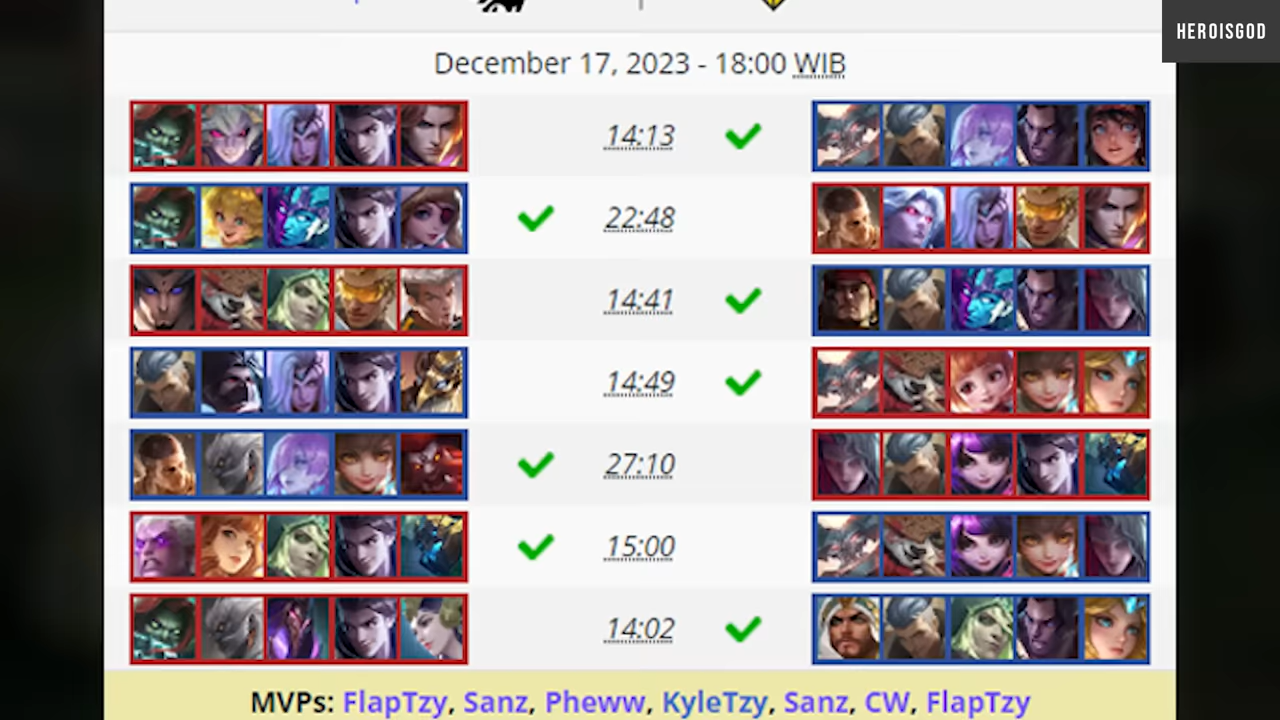 HEROISGOD
December 17, 2023 - 18:00 WIB
14:13
22:48
14:41
14:49
27:10
15:00
14:02
MVPs: FlapTzy, Sanz, Pheww, KyleTzy, Sanz, CW, FlapTzy